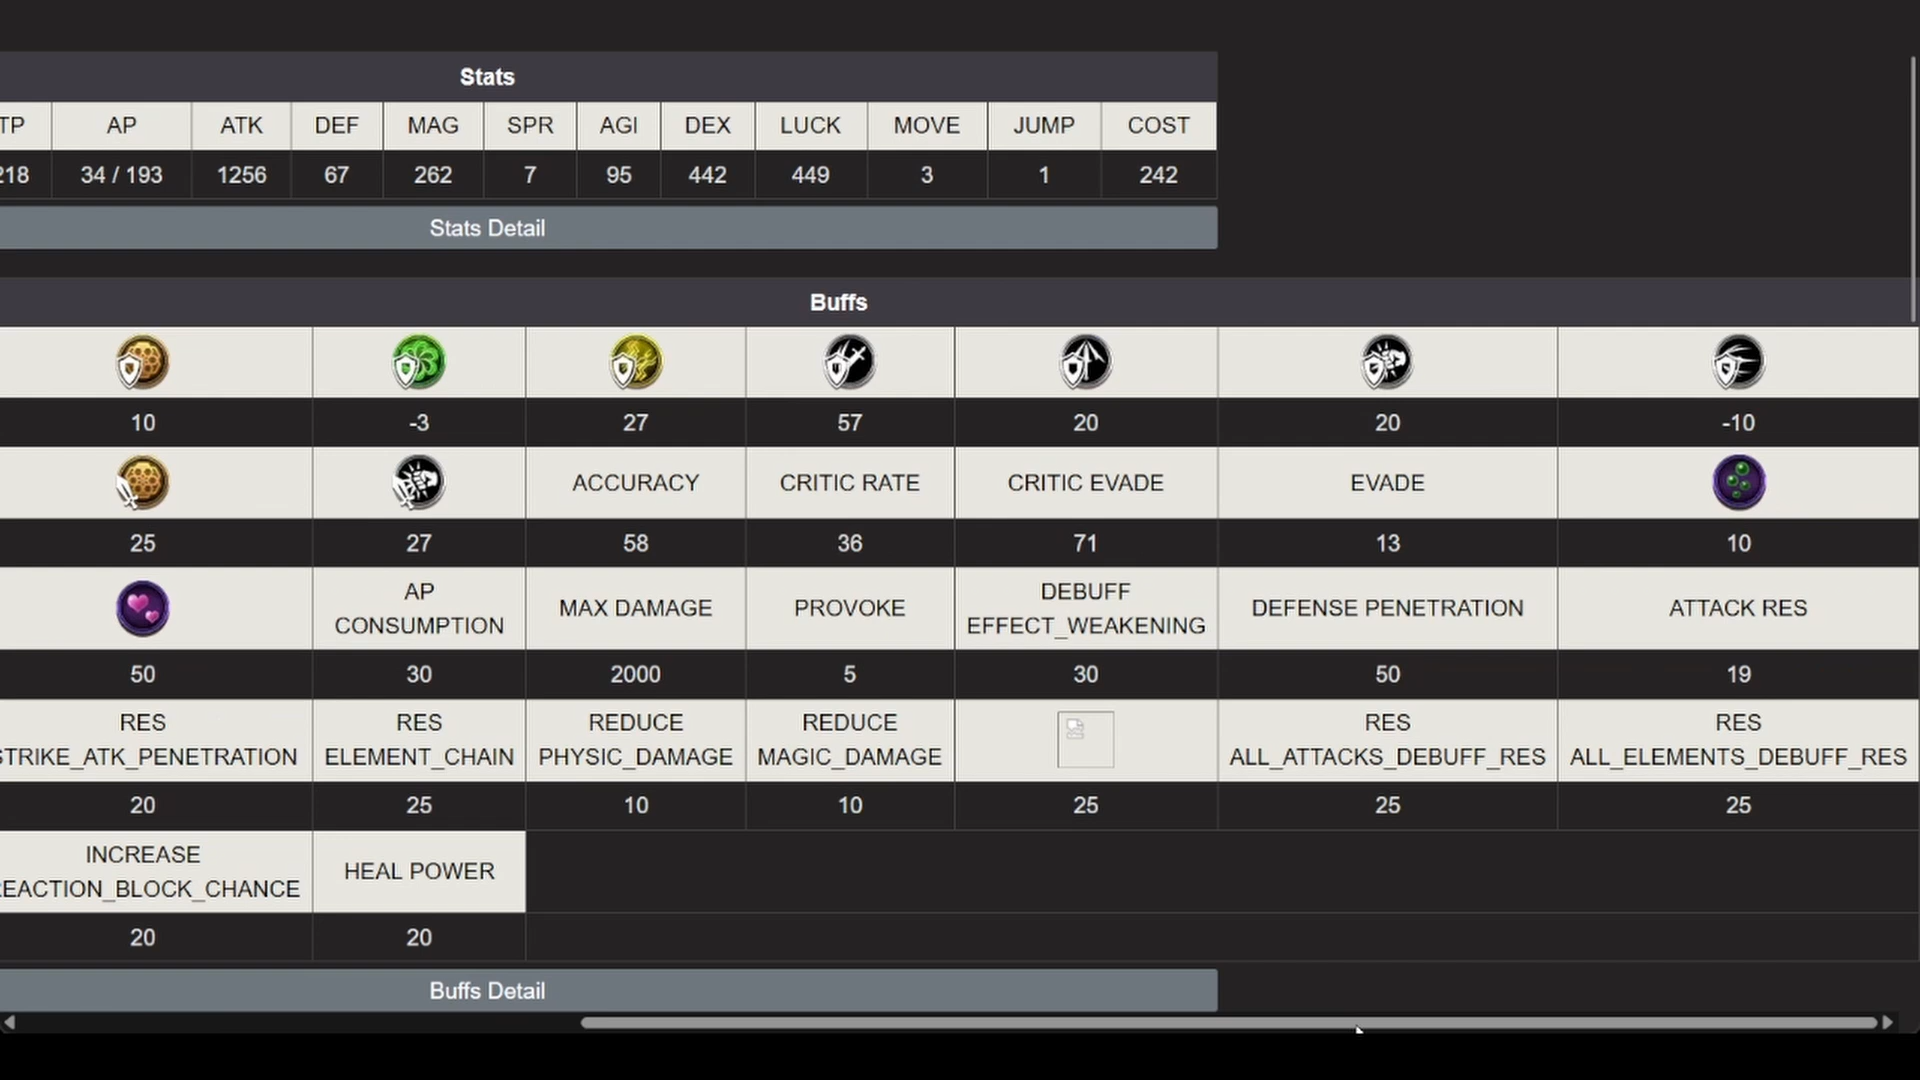 Stats
TP AP ATK DEF MAG SPR AGI DEX LUCK MOVE JUMP COST
218 34 / 193 1256 67 262 7 95 442 449 3 1 242
Stats Detail
Buffs
10 -3 27 57 20 20 -10
ACCURACY CRITIC RATE CRITIC EVADE EVADE
25 27 58 36 71 13 10
AP CONSUMPTION MAX DAMAGE PROVOKE DEBUFF EFFECT_WEAKENING DEFENSE PENETRATION ATTACK RES
50 30 2000 5 30 50 19
RES STRIKE_ATK_PENETRATION RES ELEMENT_CHAIN REDUCE PHYSIC_DAMAGE REDUCE MAGIC_DAMAGE RES ALL_ATTACKS_DEBUFF_RES RES ALL_ELEMENTS_DEBUFF_RES
20 25 10 10 25 25 25
INCREASE REACTION_BLOCK_CHANCE HEAL POWER
20 20
Buffs Detail